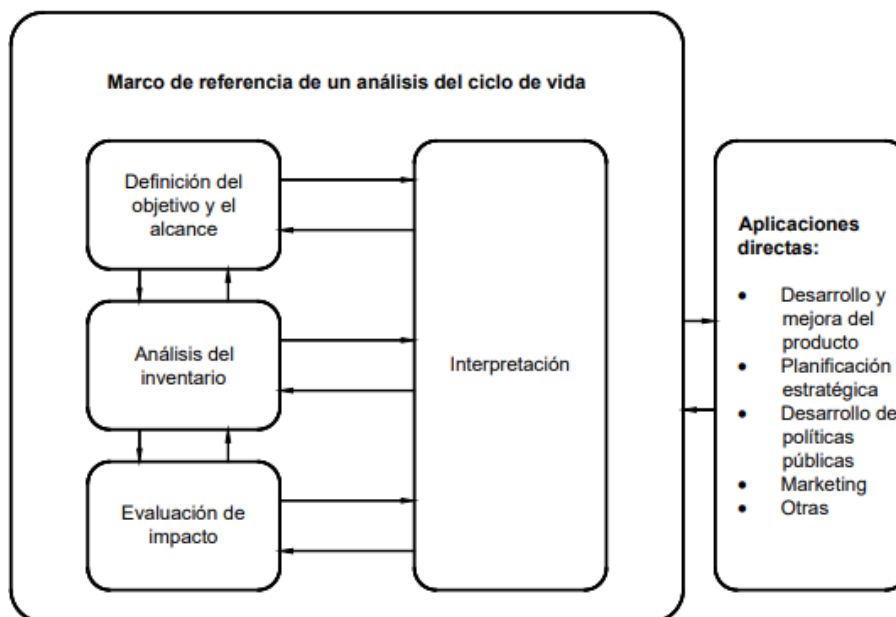 Marco de referencia de un análisis del ciclo de vida
Definición del
objetivo y el
alcance
Análisis del
inventario
Evaluación de
impacto
Interpretación
Aplicaciones
directas:
• Desarrollo y
mejora del
producto
• Planificación
estratégica
• Desarrollo de
políticas
públicas
• Marketing
• Otras